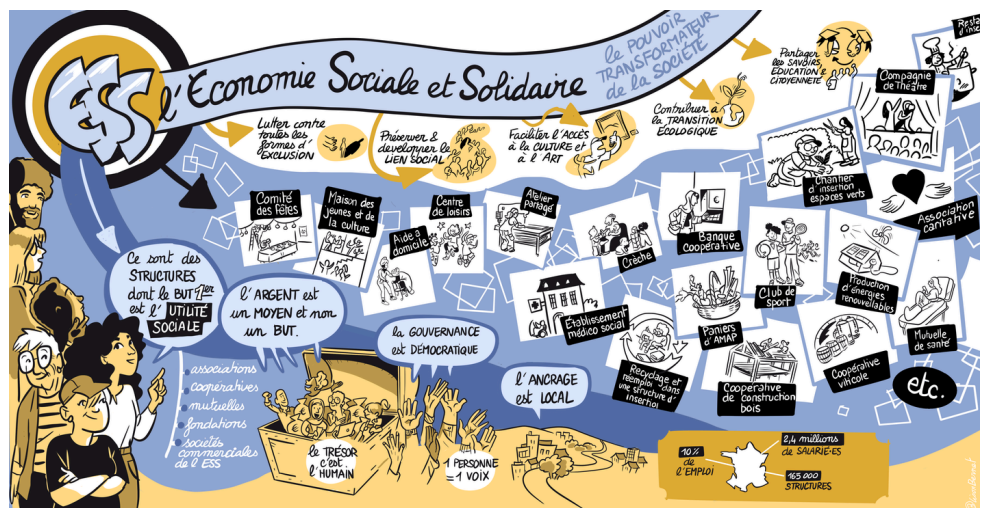 ESS
l'Économie Sociale et Solidaire
le POUVOIR
TRANSFORMATEUR
de la SOCIÉTÉ
Lutter contre
toutes les
formes d'
EXCLUSION
Préserver &
développer le
LIEN SOCIAL
Faciliter l'ACCÈS
à la CULTURE et
à l'ART
Contribuer à
la TRANSITION
ÉCOLOGIQUE
Partager
les SAVOIRS,
ÉDUCATION &
CITOYENNETÉ
Compagnie
de Théâtre
Comité
des fêtes
Maison des
jeunes et de
la culture
Aide à
domicile
Centre
de loisirs
Atelier
partagé
Crèche
Banque
Coopérative
Chantier
d'insertion
espaces verts
Association
caritative
Établissement
médico social
Paniers
d'AMAP
Club de
sport
Production
d'énergies
renouvelables
Mutuelle
de santé
Recyclage et
réemploi dans
une structure d'
insertion
Coopérative
de construction
bois
Coopérative
viticole
etc.
Ce sont des
STRUCTURES
dont le BUT 1er
est l'UTILITÉ
SOCIALE
l'ARGENT est
un MOYEN et non
un BUT.
la GOUVERNANCE
est DÉMOCRATIQUE
l'ANCRAGE
est LOCAL
associations
coopératives
mutuelles
fondations
sociétés
commerciales
de l'ESS
le TRÉSOR
c'est
l'HUMAIN
1 PERSONNE
= 1 VOIX
10%
de
l'EMPLOI
2,4 millions
de SALARIÉ·ES
165 000
STRUCTURES